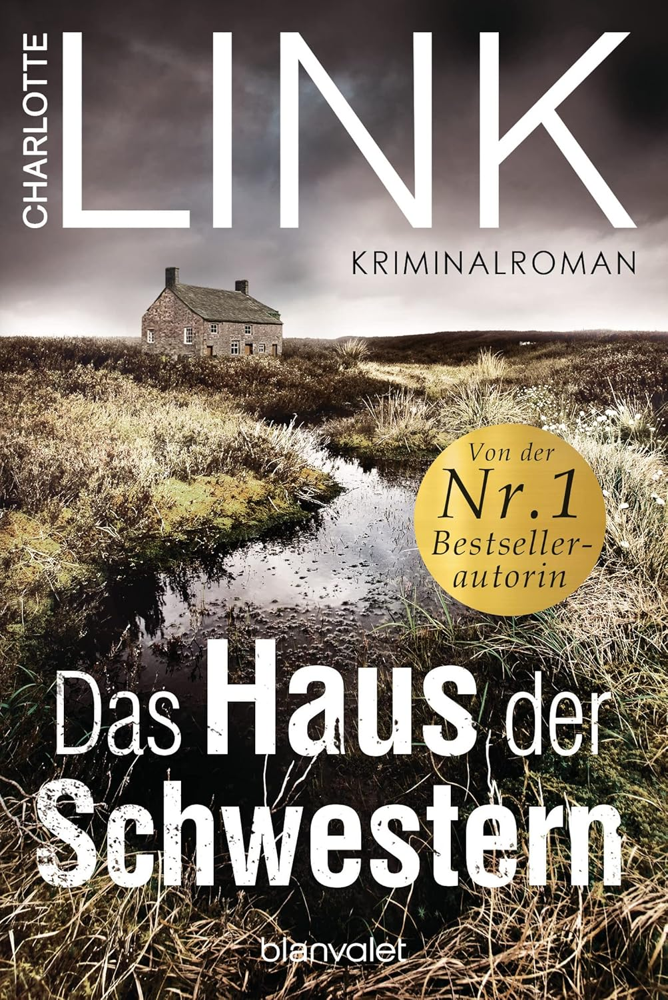 CHARLOTTE
LINK
KRIMINALROMAN
Von der
Nr. 1
Bestseller-
autorin
Das Haus der
Schwestern
blanvalet